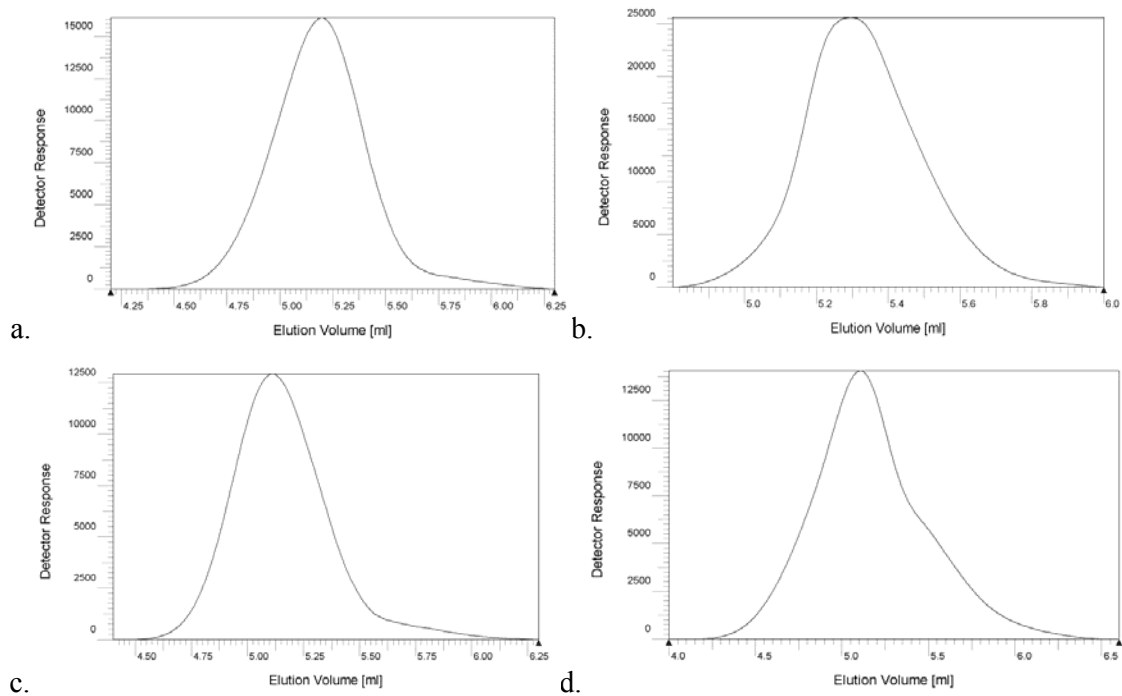 15000
12500
10000
7500
5000
2500
0
Detector Response
4.25 4.50 4.75 5.00 5.25 5.50 5.75 6.00 6.25
Elution Volume [ml]
a.
25000
20000
15000
10000
5000
0
Detector Response
5.0 5.2 5.4 5.6 5.8 6.0
Elution Volume [ml]
b.
12500
10000
7500
5000
2500
0
Detector Response
4.50 4.75 5.00 5.25 5.50 5.75 6.00 6.25
Elution Volume [ml]
c.
12500
10000
7500
5000
2500
0
Detector Response
4.0 4.5 5.0 5.5 6.0 6.5
Elution Volume [ml]
d.